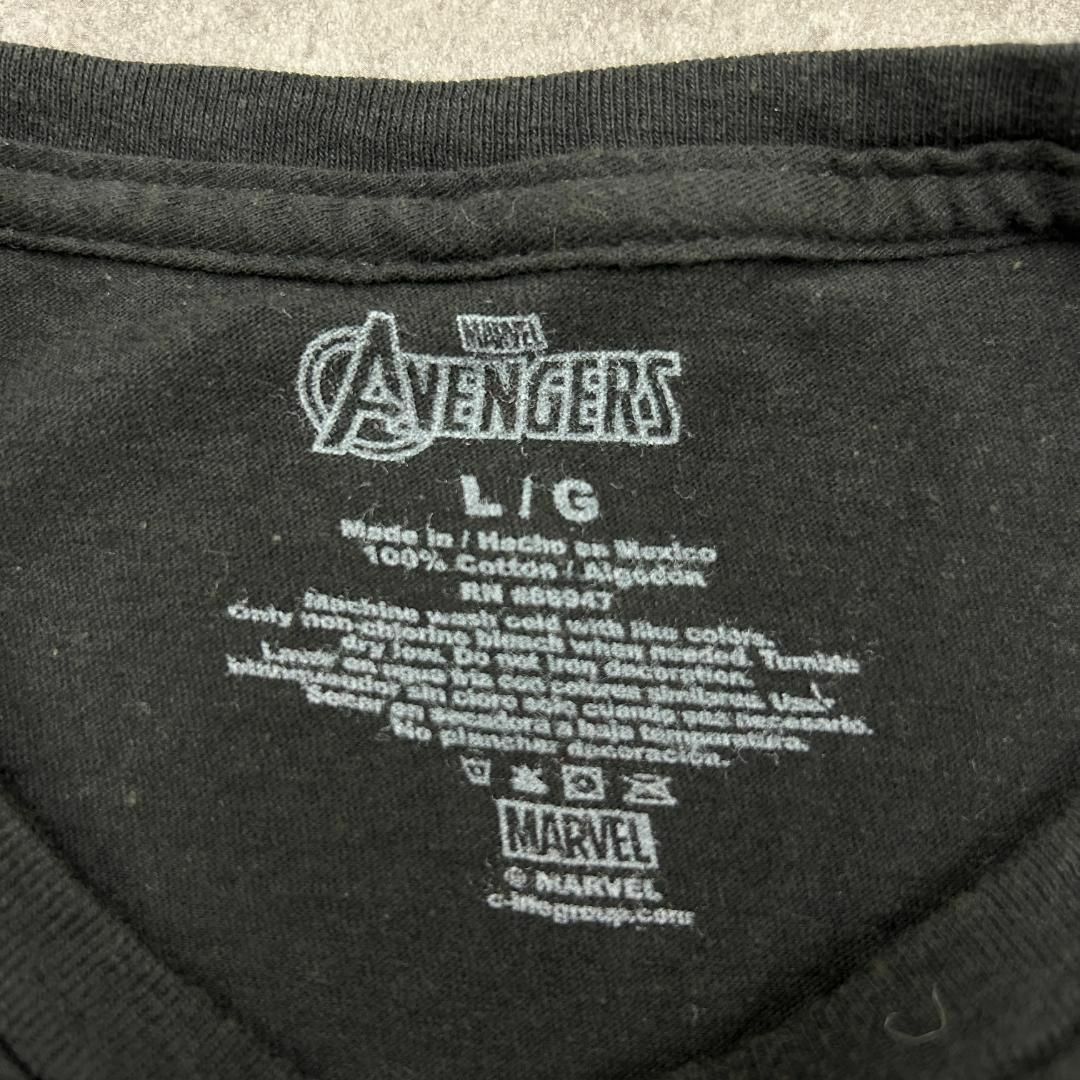 MARVEL
AVENGERS
L / G
Made in / Hecho en Mexico
100% Cotton / Algodón
RN #88947
Machine wash cold with like colors.
Only non-chlorine bleach when needed. Tumble
dry low. Do not iron decoration.
Lavar en agua fria con colores similares. Usar
blanqueador sin cloro solo cuando sea necesario.
Secar en secadora a baja temperatura.
No planchar decoración.
MARVEL
© MARVEL
c-lifegroup.com